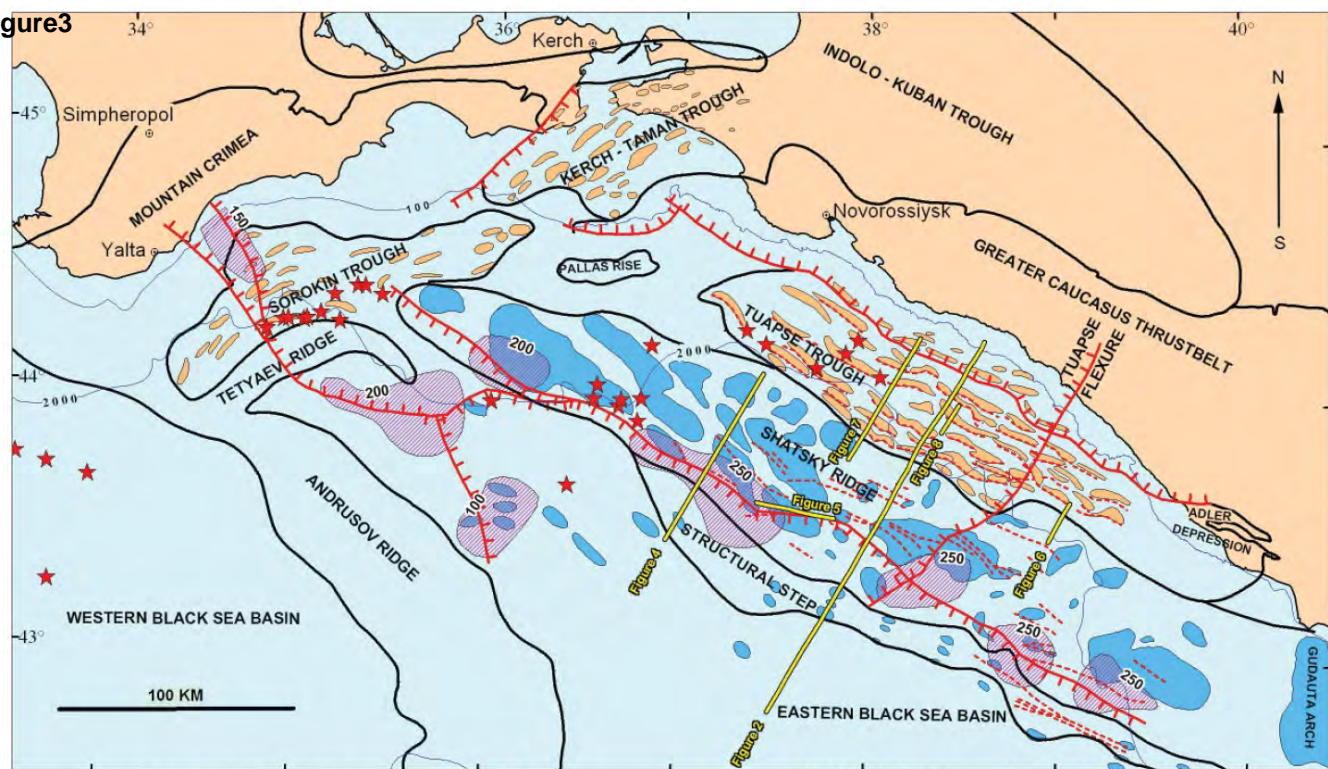 gure3
34°
36°
38°
40°
Kerch
INDOLO - KUBAN TROUGH
N
S
45°
Simpheropol
MOUNTAIN CRIMEA
KERCH - TAMAN TROUGH
100
Novorossiysk
150
Yalta
SOROKIN TROUGH
PALLAS RISE
GREATER CAUCASUS THRUSTBELT
TUAPSE TROUGH
TUAPSE
FLEXURE
44°
2000
TETYAEV RIDGE
200
200
2000
Figure 7
Figure 8
SHATSKY RIDGE
250
Figure 5
ANDRUSOV RIDGE
100
ADLER
DEPRESSION
Figure 4
STRUCTURAL STEP
250
Figure 6
WESTERN BLACK SEA BASIN
43°
250
250
100 KM
EASTERN BLACK SEA BASIN
Figure 2
GUDAUTA ARCH